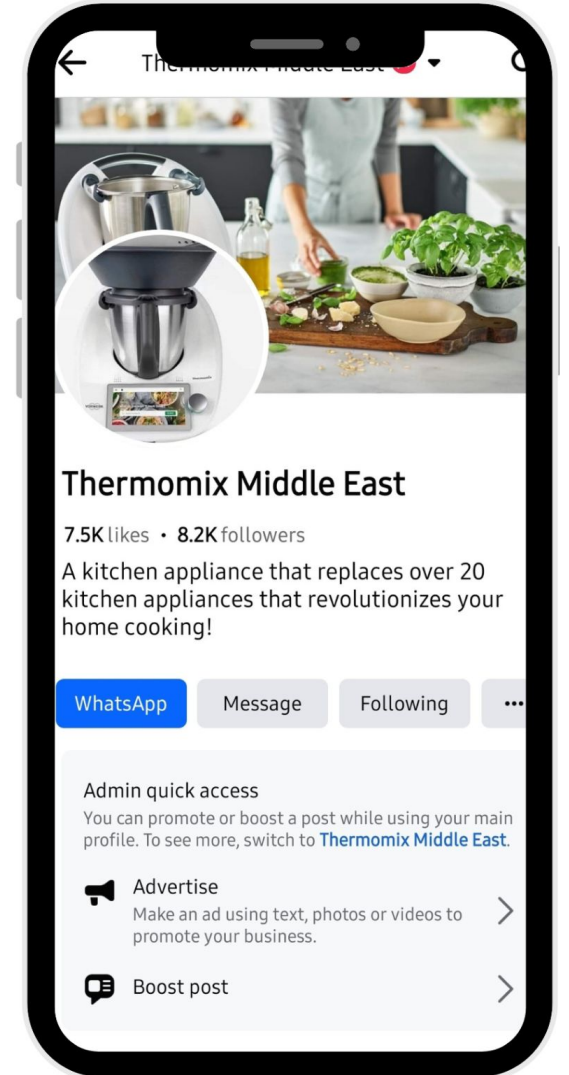 Thermomix Middle East
Thermomix Middle East
7.5K likes • 8.2K followers
A kitchen appliance that replaces over 20
kitchen appliances that revolutionizes your
home cooking!
WhatsApp
Message
Following
Admin quick access
You can promote or boost a post while using your main
profile. To see more, switch to Thermomix Middle East.
Advertise
Make an ad using text, photos or videos to
promote your business.
Boost post